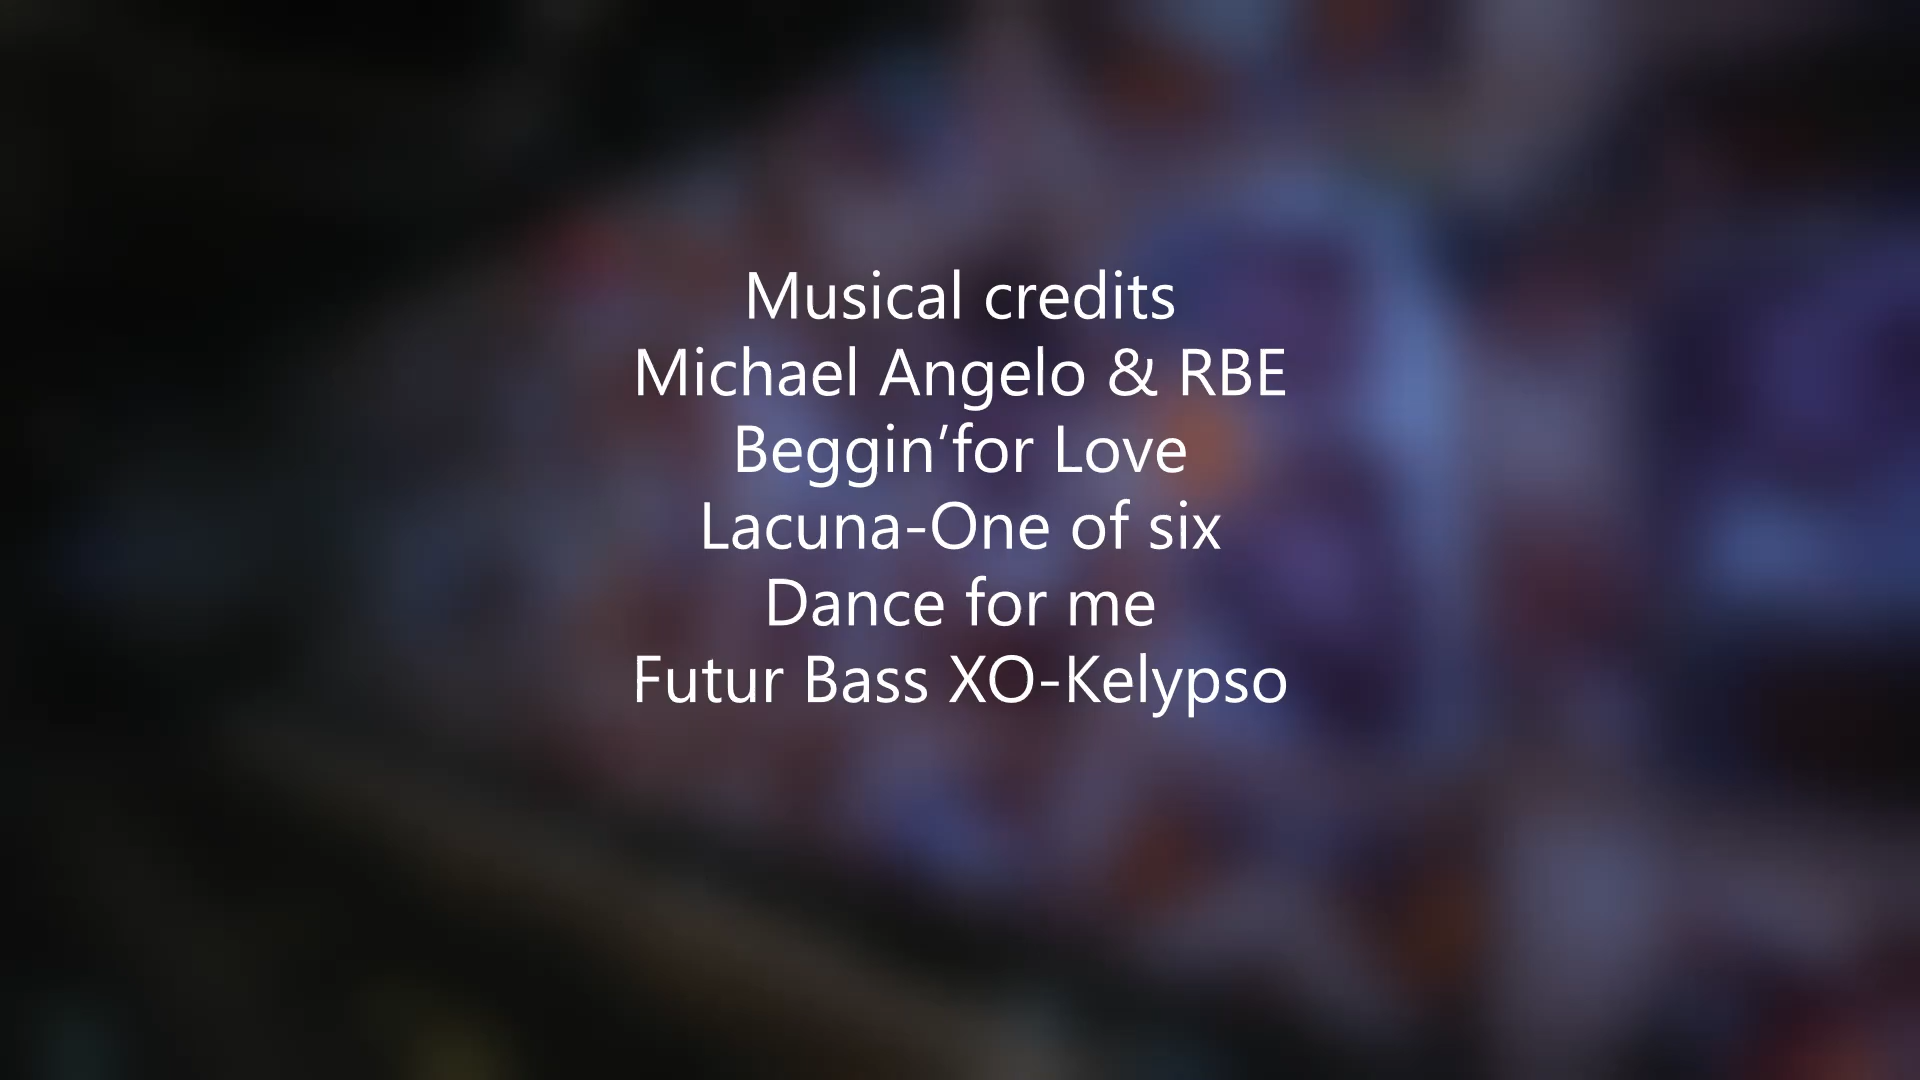 Musical credits
Michael Angelo & RBE
Beggin’for Love
Lacuna-One of six
Dance for me
Futur Bass XO-Kelypso